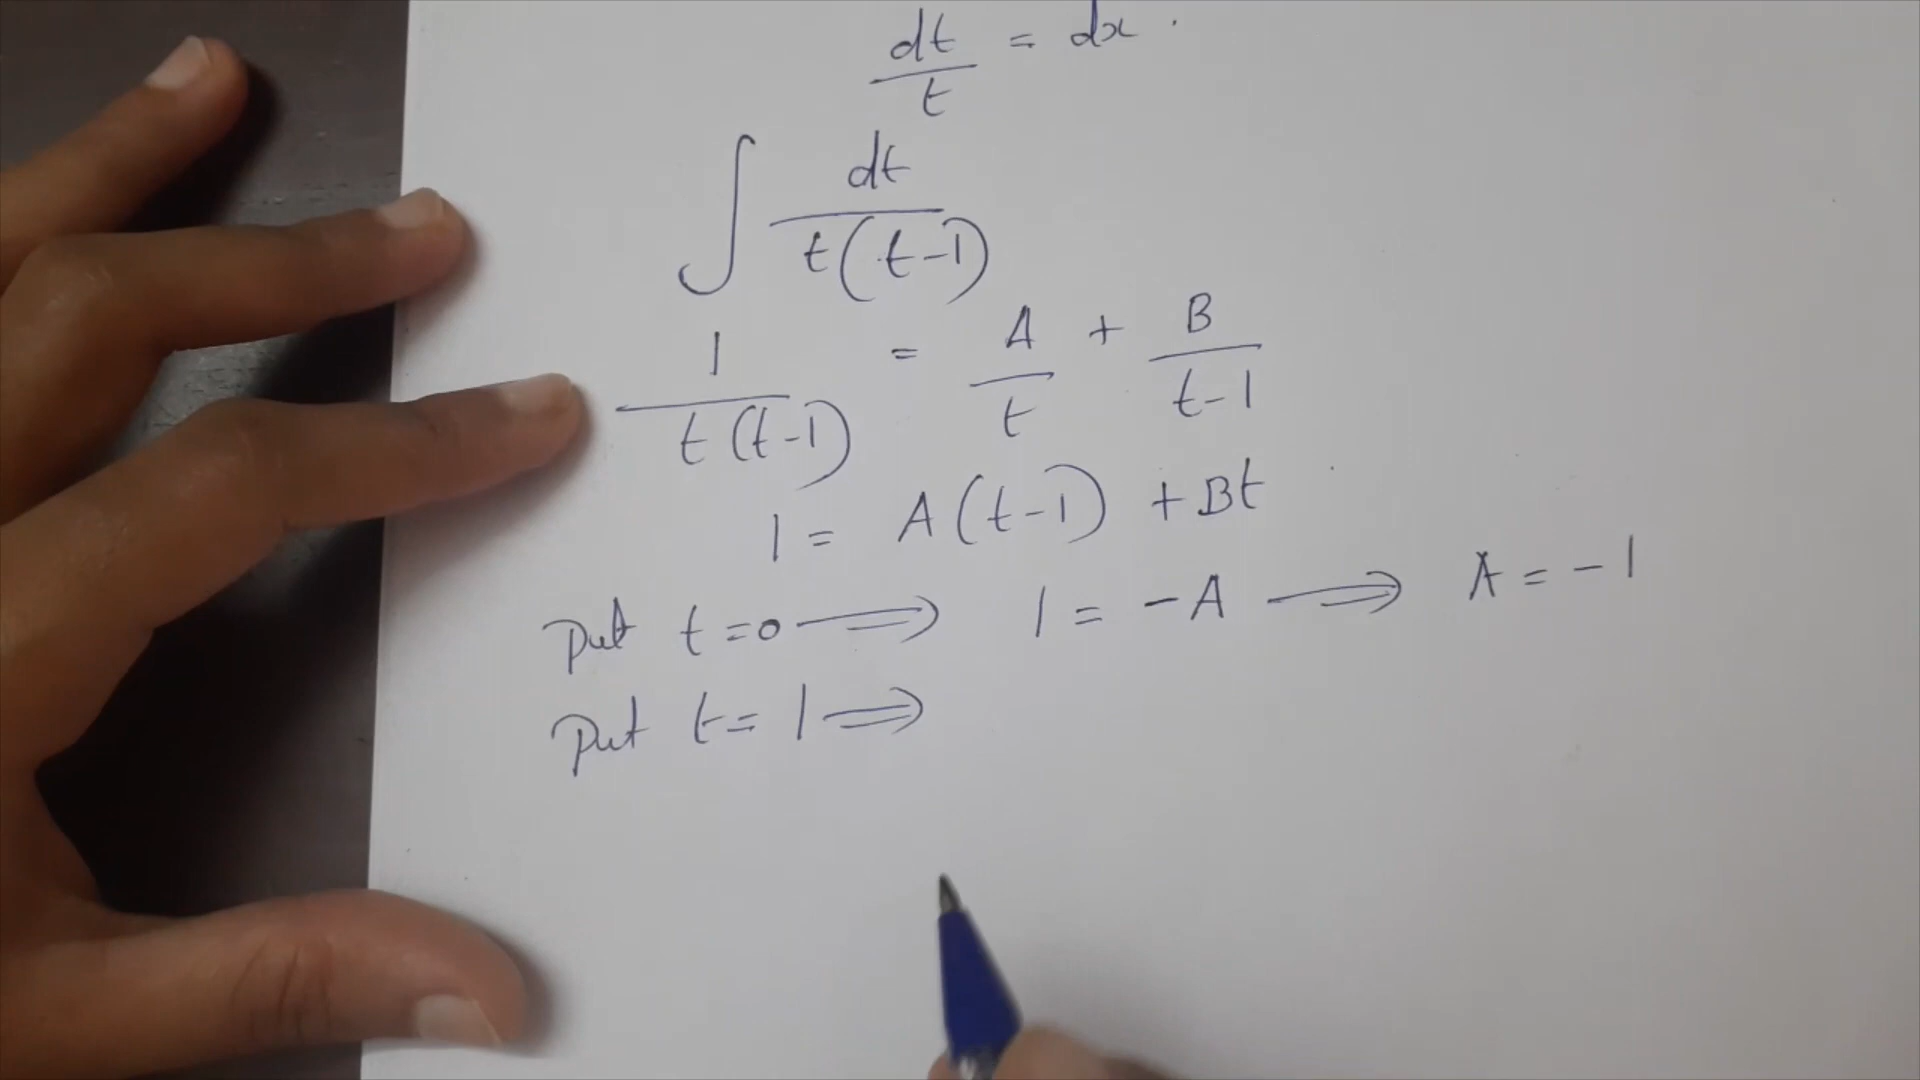 dt/t = dx .
∫ dt/t(t-1)
1/t(t-1) = A/t + B/t-1
1 = A(t-1) + Bt
Put t=0 ⟹ 1 = -A ⟹ A = -1
Put t=1 ⟹